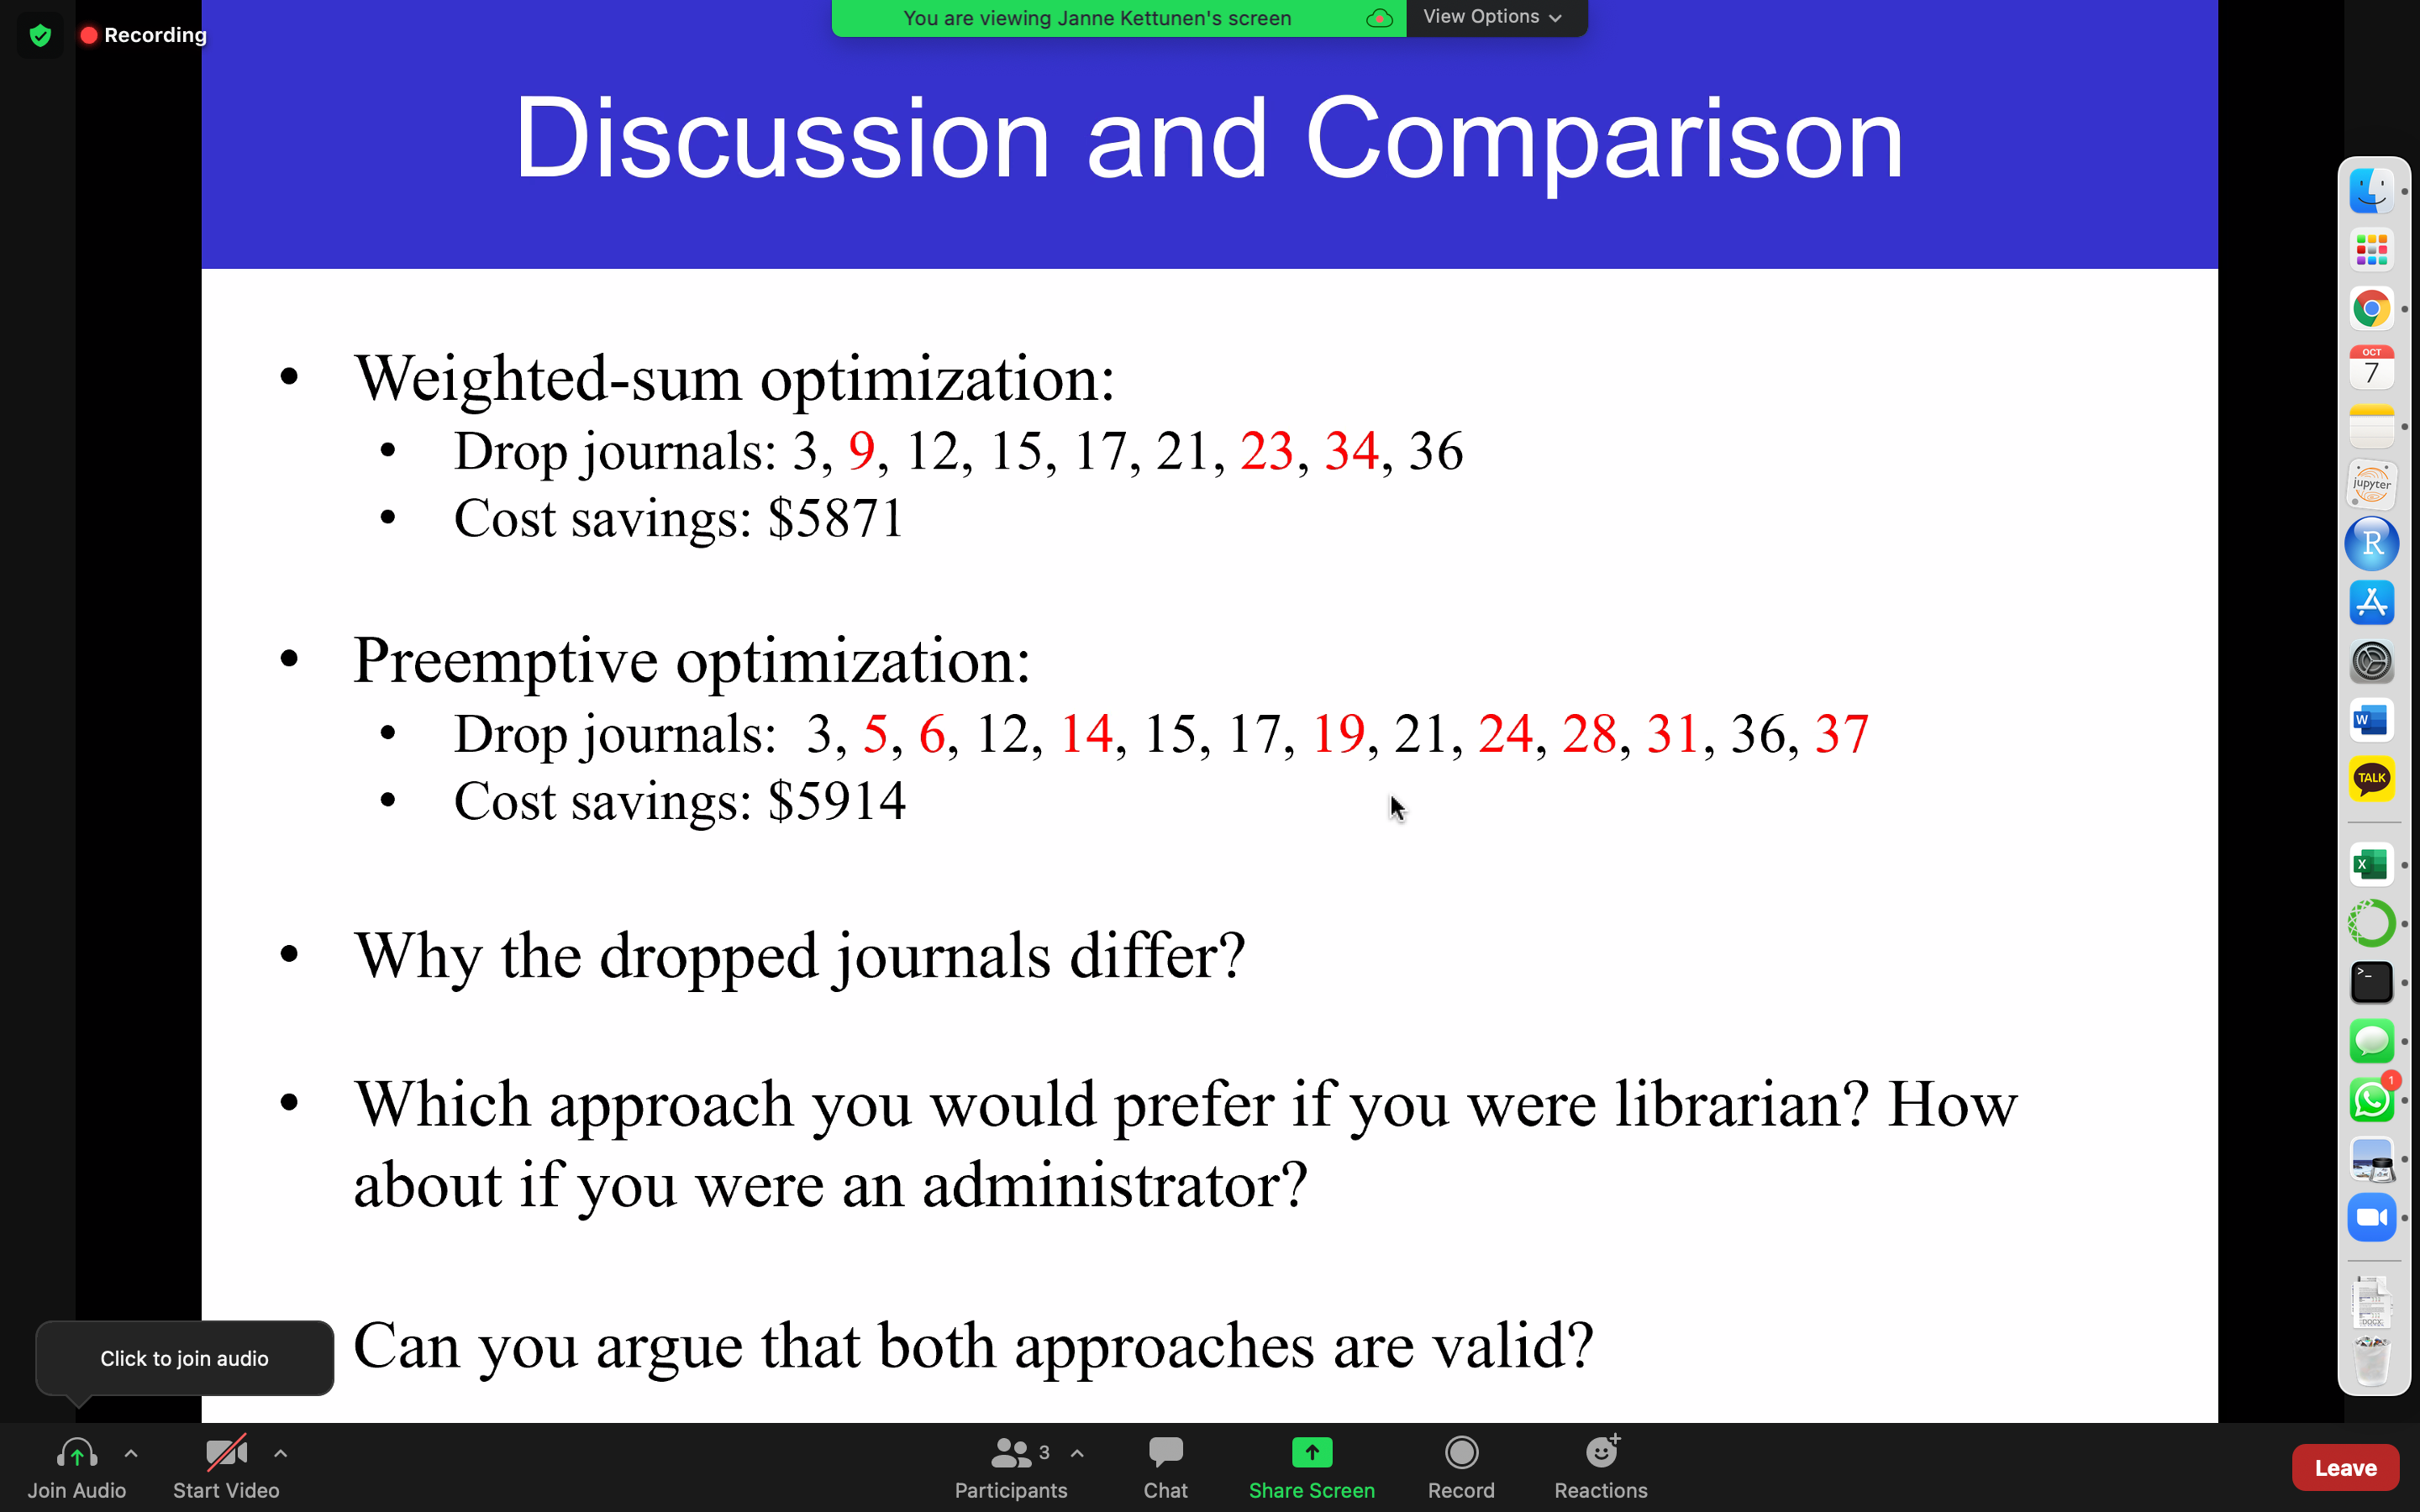 You are viewing Janne Kettunen's screen
View Options
Recording
Discussion and Comparison
• Weighted-sum optimization:
• Drop journals: 3, 9, 12, 15, 17, 21, 23, 34, 36
• Cost savings: $5871
• Preemptive optimization:
• Drop journals: 3, 5, 6, 12, 14, 15, 17, 19, 21, 24, 28, 31, 36, 37
• Cost savings: $5914
• Why the dropped journals differ?
• Which approach you would prefer if you were librarian? How
about if you were an administrator?
Can you argue that both approaches are valid?
Click to join audio
OCT
7
jupyter
R
W
TALK
X
>_
1
DOCX
Join Audio
Start Video
3
Participants
Chat
Share Screen
Record
Reactions
Leave